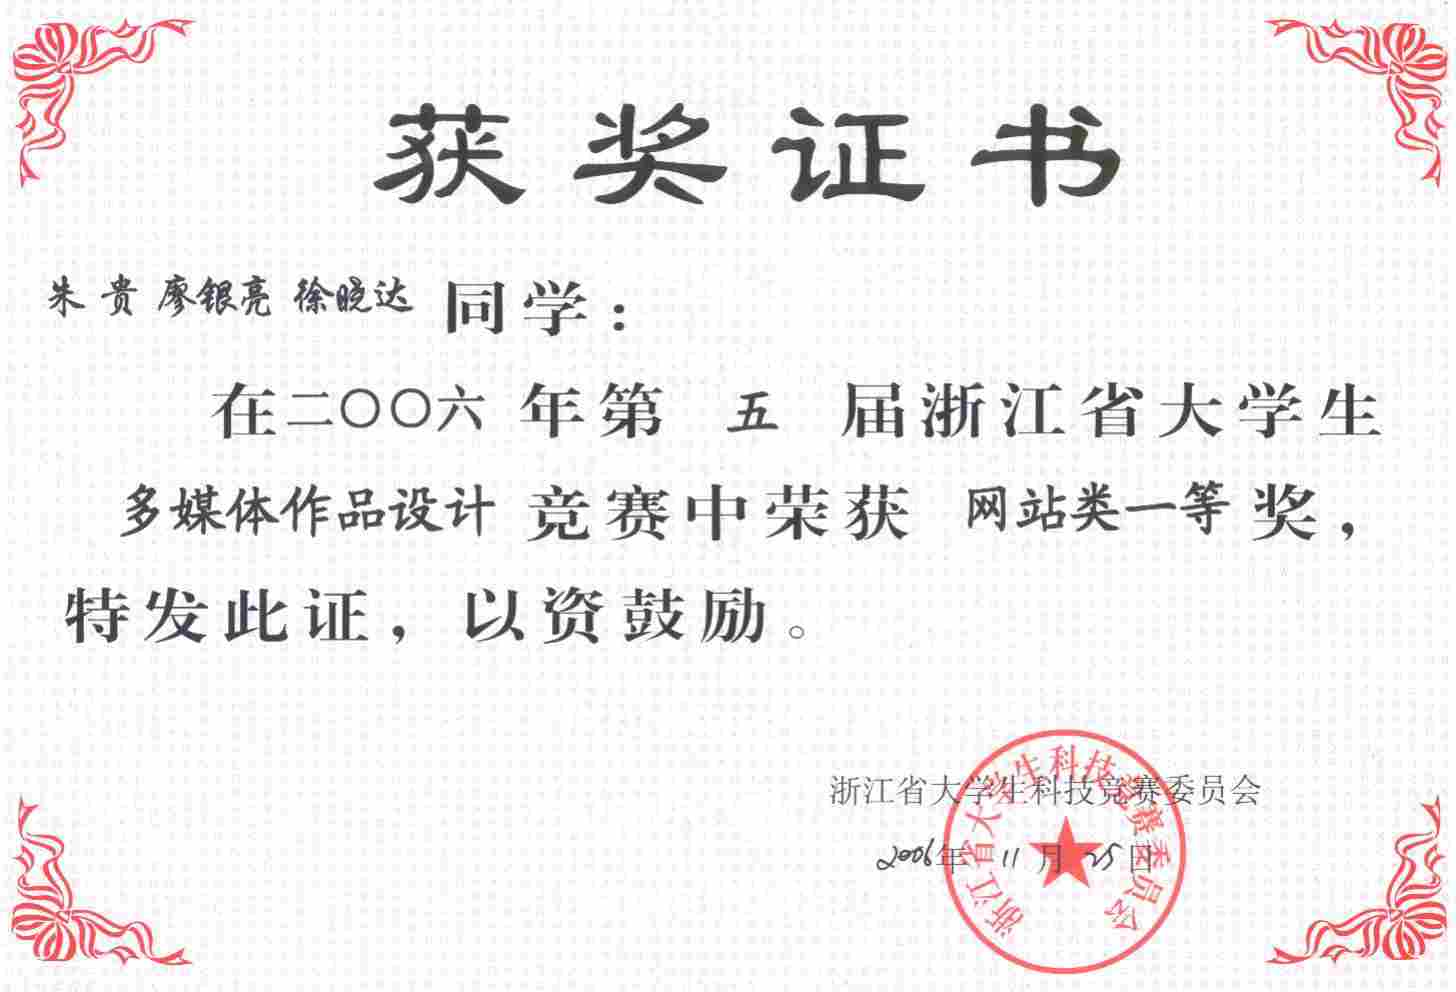 获奖证书
朱贵 廖银亮 徐晓达 同学：
在二〇〇六年第 五 届浙江省大学生
多媒体作品设计 竞赛中荣获 网站类一等 奖，
特发此证，以资鼓励。
浙江省大学生科技竞赛委员会
2006年 11月 25日
浙江省大学生科技竞赛委员会